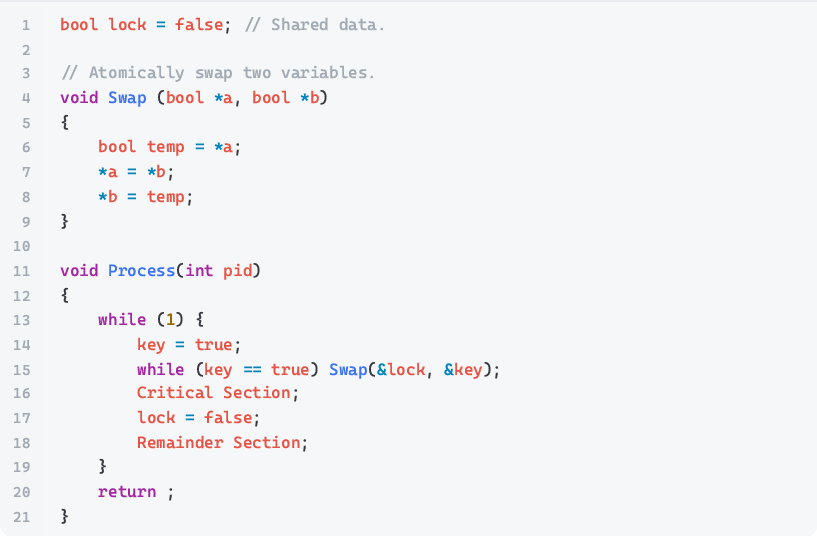 1 bool lock = false; // Shared data.
2
3 // Atomically swap two variables.
4 void Swap (bool *a, bool *b)
5 {
6     bool temp = *a;
7     *a = *b;
8     *b = temp;
9 }
10
11 void Process(int pid)
12 {
13     while (1) {
14         key = true;
15         while (key == true) Swap(&lock, &key);
16         Critical Section;
17         lock = false;
18         Remainder Section;
19     }
20     return ;
21 }